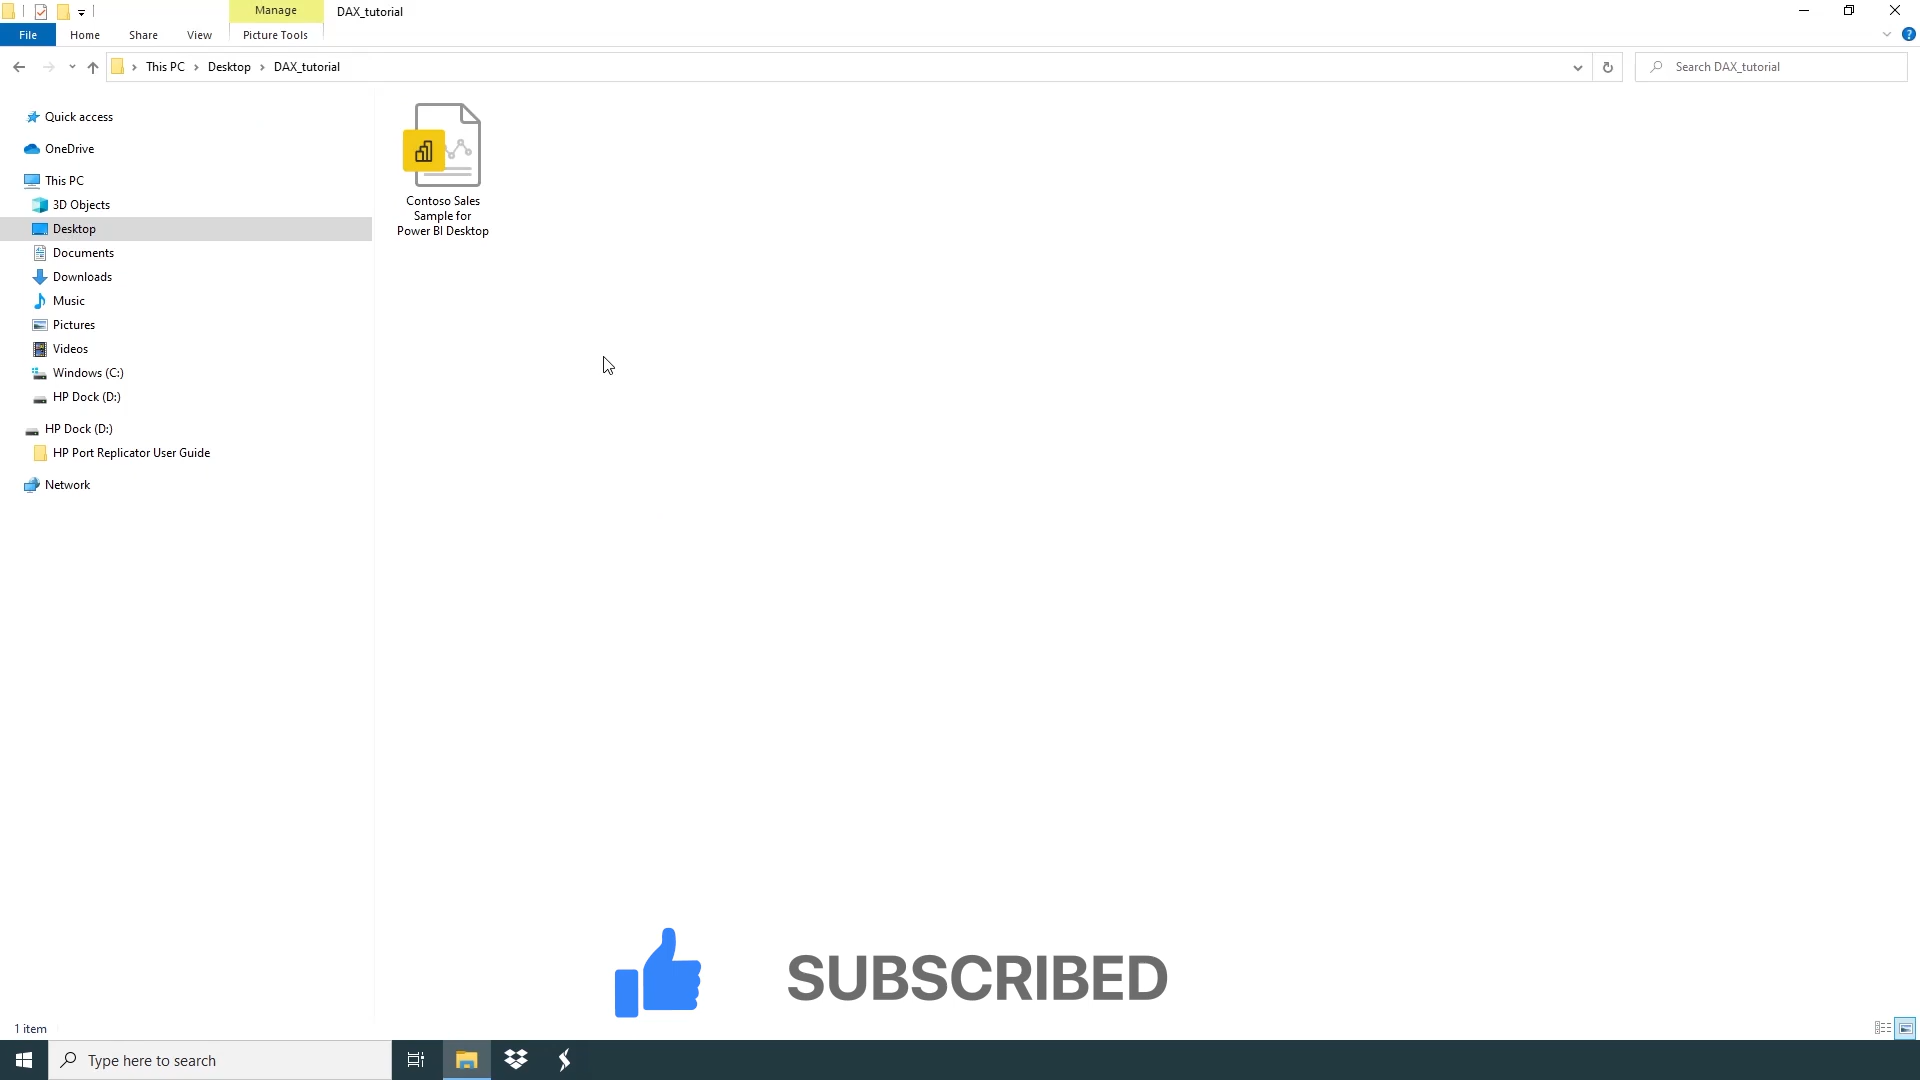 Manage
DAX_tutorial
File
Home
Share
View
Picture Tools
This PC
Desktop
DAX_tutorial
Search DAX_tutorial
Quick access
OneDrive
This PC
3D Objects
Desktop
Documents
Downloads
Music
Pictures
Videos
Windows (C:)
HP Dock (D:)
HP Dock (D:)
HP Port Replicator User Guide
Network
Contoso Sales
Sample for
Power BI Desktop
SUBSCRIBED
1 item
Type here to search